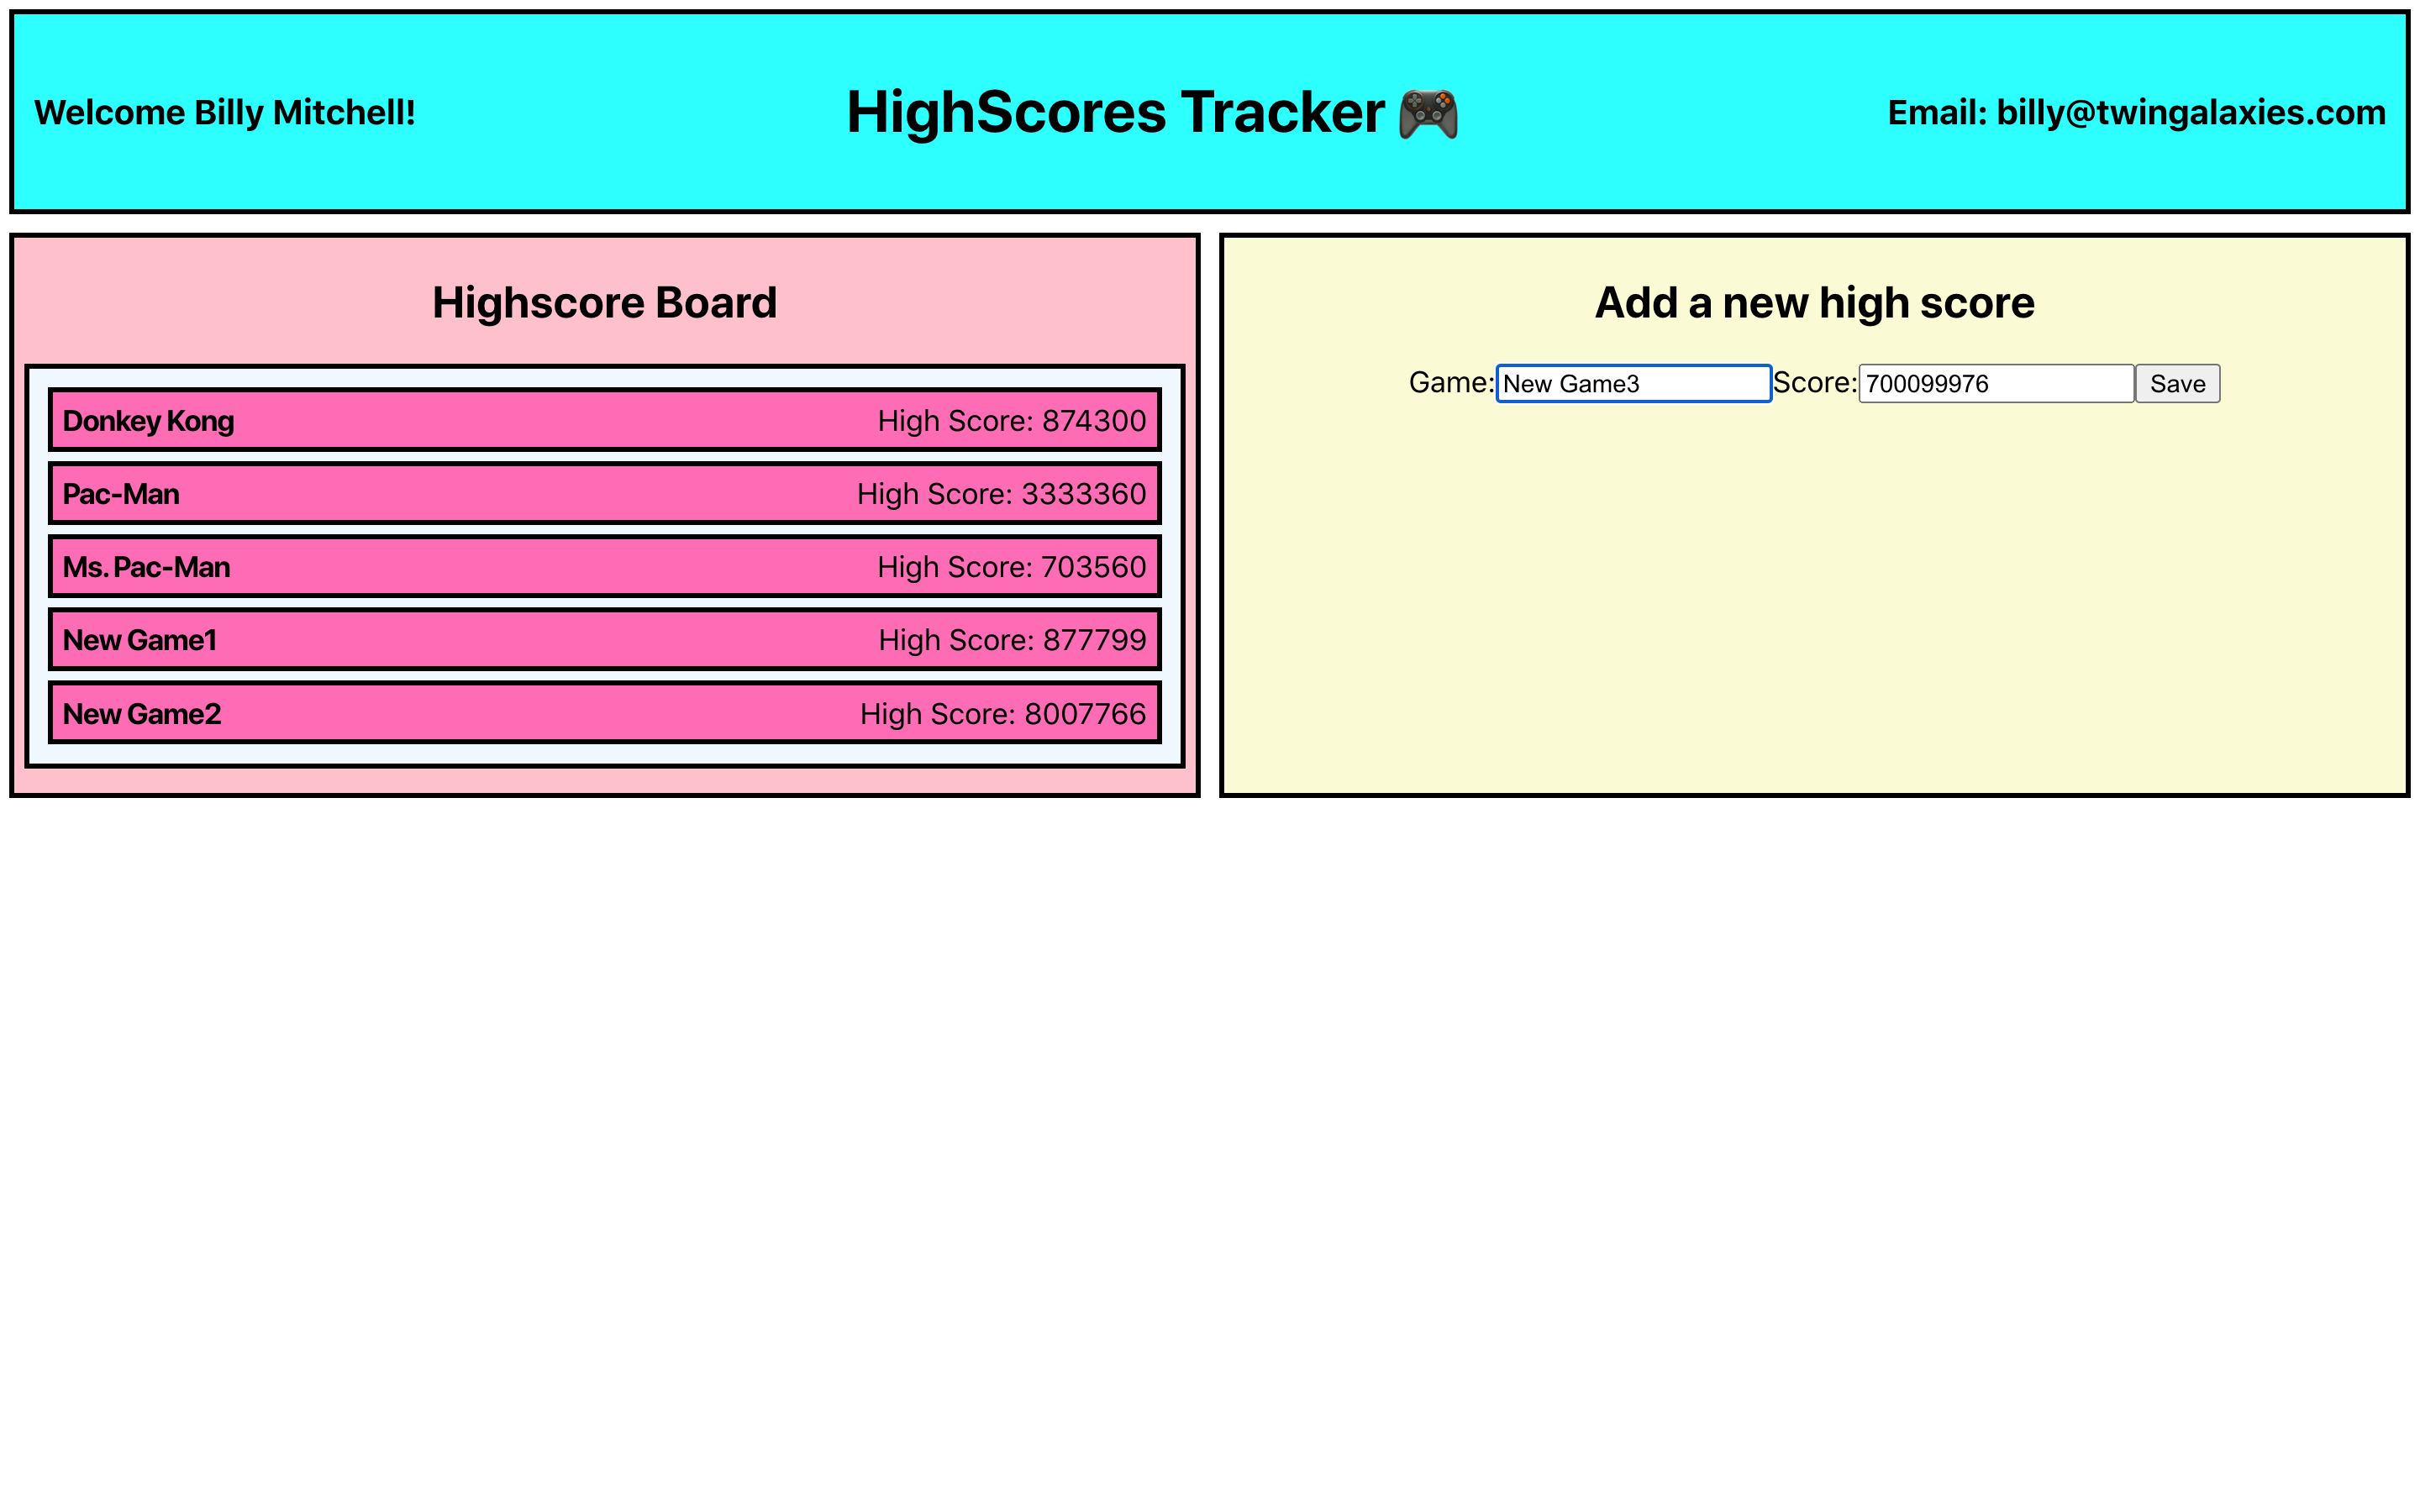 Welcome Billy Mitchell!
HighScores Tracker 🎮
Email: billy@twingalaxies.com
Highscore Board
Donkey Kong High Score: 874300
Pac-Man High Score: 3333360
Ms. Pac-Man High Score: 703560
New Game1 High Score: 877799
New Game2 High Score: 8007766
Add a new high score
Game: New Game3 Score: 700099976 Save